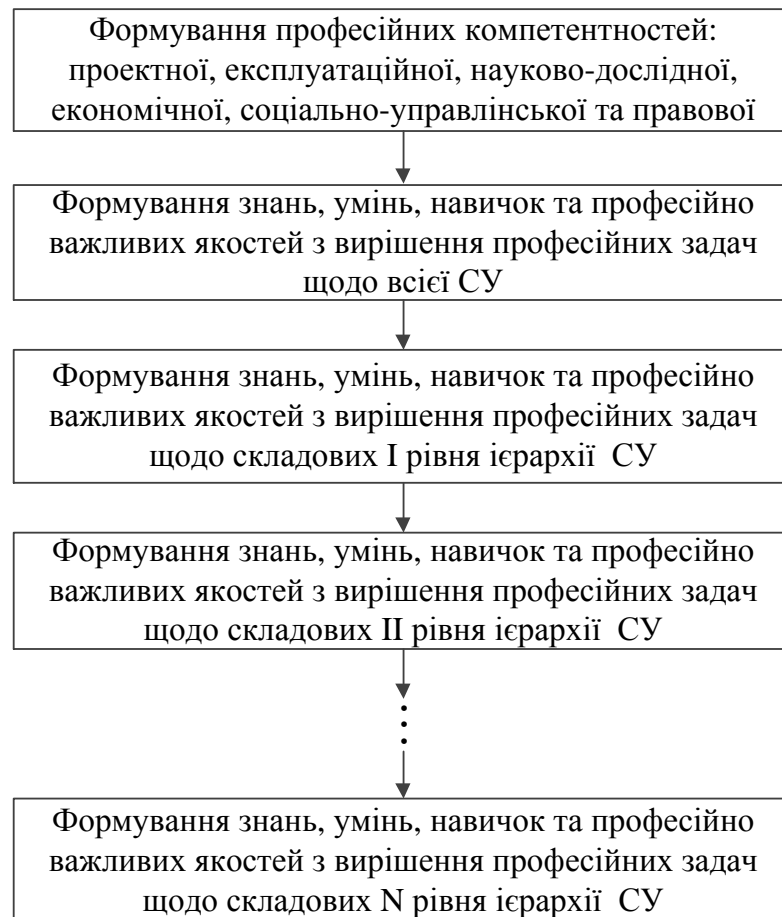 Формування професійних компетентностей:
проектної, експлуатаційної, науково-дослідної,
економічної, соціально-управлінської та правової
Формування знань, умінь, навичок та професійно
важливих якостей з вирішення професійних задач
щодо всієї СУ
Формування знань, умінь, навичок та професійно
важливих якостей з вирішення професійних задач
щодо складових І рівня ієрархії СУ
Формування знань, умінь, навичок та професійно
важливих якостей з вирішення професійних задач
щодо складових ІІ рівня ієрархії СУ
⋮
Формування знань, умінь, навичок та професійно
важливих якостей з вирішення професійних задач
щодо складових N рівня ієрархії СУ